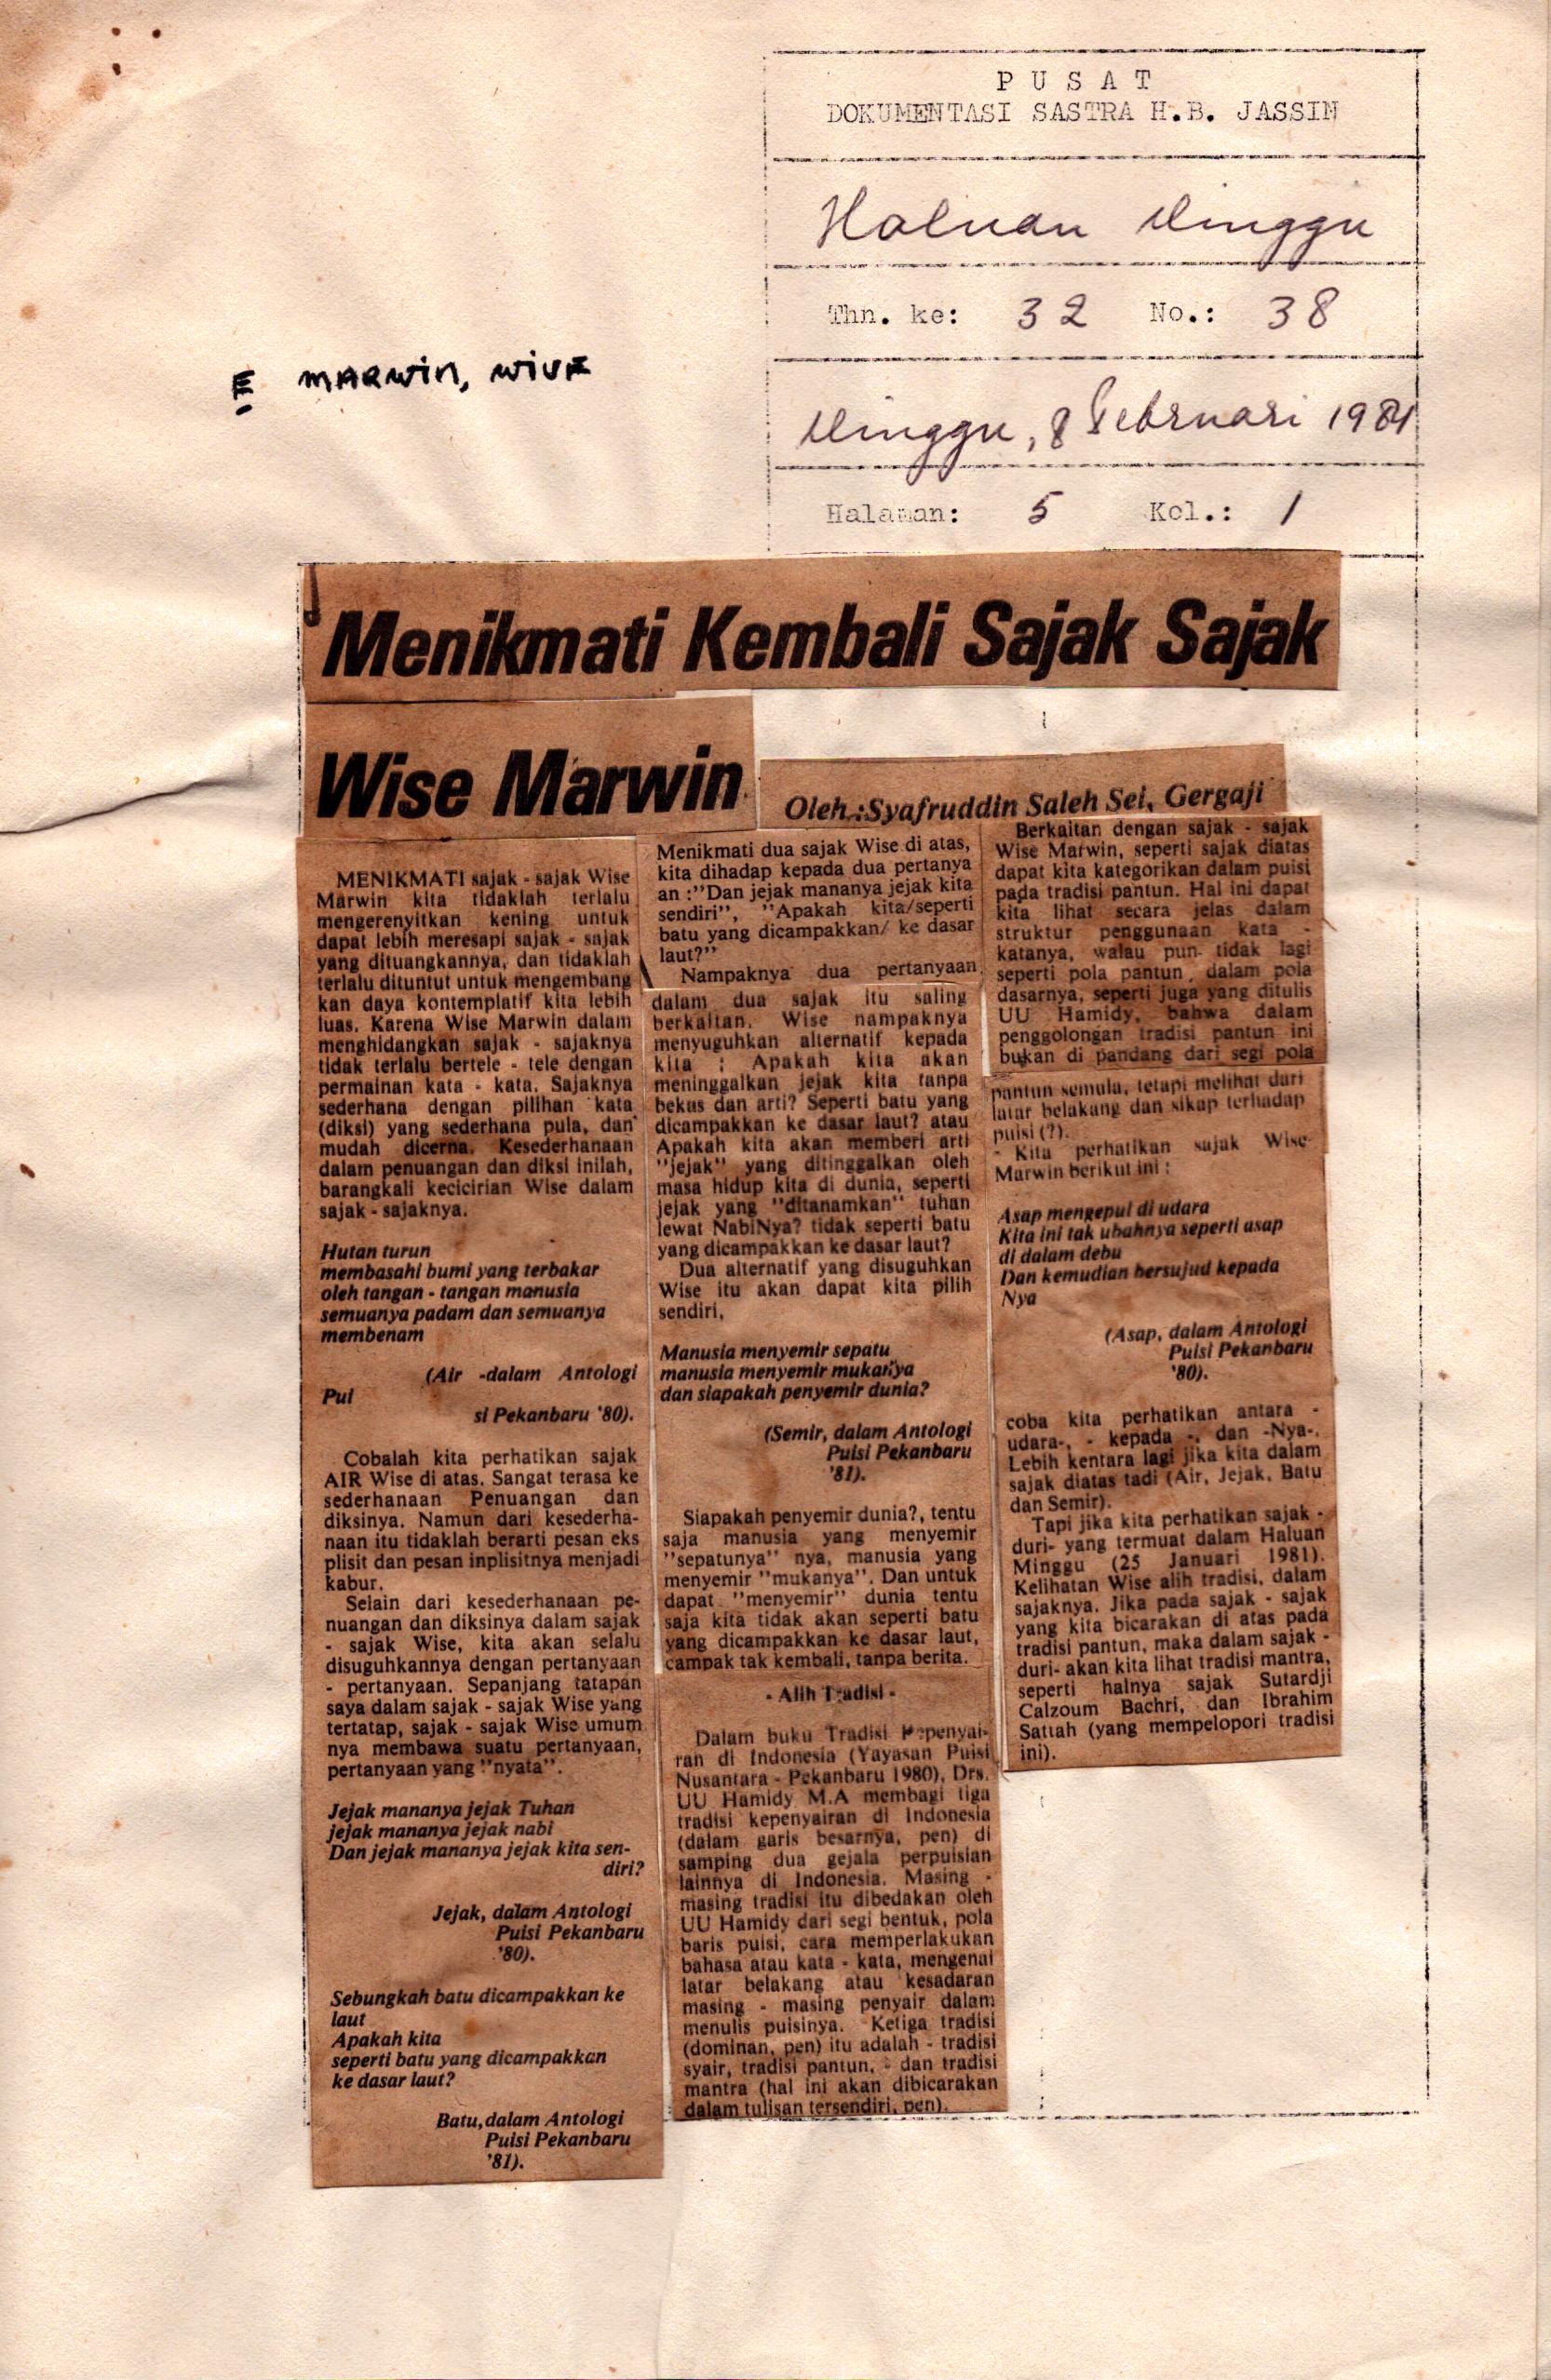 P U S A T
DOKUMENTASI SASTRA H.B. JASSIN
Haluan Minggu
Thn. ke: 32 No.: 38
Minggu, 8 Februari 1981
Halaman: 5 Kol.: 1
E MARWIN, WISE
Menikmati Kembali Sajak Sajak
Wise Marwin
Oleh.:Syafruddin Saleh Sei, Gergaji
MENIKMATI sajak - sajak Wise
Marwin kita tidaklah terlalu
mengerenyitkan kening untuk
dapat lebih meresapi sajak - sajak
yang dituangkannya, dan tidaklah
terlalu dituntut untuk mengembang
kan daya kontemplatif kita lebih
luas. Karena Wise Marwin dalam
menghidangkan sajak - sajaknya
tidak terlalu bertele - tele dengan
permainan kata - kata. Sajaknya
sederhana dengan pilihan kata
(diksi) yang sederhana pula, dan
mudah dicerna. Kesederhanaan
dalam penuangan dan diksi inilah,
barangkali kecicirian Wise dalam
sajak - sajaknya.
Hutan turun
membasahi bumi yang terbakar
oleh tangan - tangan manusia
semuanya padam dan semuanya
membenam
(Air -dalam Antologi
Pui
si Pekanbaru '80).
Cobalah kita perhatikan sajak
AIR Wise di atas. Sangat terasa ke
sederhanaan Penuangan dan
diksinya. Namun dari kesederha-
naan itu tidaklah berarti pesan eks
plisit dan pesan inplisitnya menjadi
kabur.
Selain dari kesederhanaan pe-
nuangan dan diksinya dalam sajak
- sajak Wise, kita akan selalu
disuguhkannya dengan pertanyaan
- pertanyaan. Sepanjang tatapan
saya dalam sajak - sajak Wise yang
tertatap, sajak - sajak Wise umum
nya membawa suatu pertanyaan,
pertanyaan yang ''nyata''.
Jejak mananya jejak Tuhan
jejak mananya jejak nabi
Dan jejak mananya jejak kita sen-
diri?
Jejak, dalam Antologi
Puisi Pekanbaru
'80).
Sebungkah batu dicampakkan ke
laut
Apakah kita
seperti batu yang dicampakkan
ke dasar laut?
Batu, dalam Antologi
Puisi Pekanbaru
'81).
Menikmati dua sajak Wise di atas,
kita dihadap kepada dua pertanya
an :''Dan jejak mananya jejak kita
sendiri'', ''Apakah kita/seperti
batu yang dicampakkan/ ke dasar
laut?''
Nampaknya dua pertanyaan
dalam dua sajak itu saling
berkaitan. Wise nampaknya
menyuguhkan alternatif kepada
kita : Apakah kita akan
meninggalkan jejak kita tanpa
bekas dan arti? Seperti batu yang
dicampakkan ke dasar laut? atau
Apakah kita akan memberi arti
''jejak'' yang ditinggalkan oleh
masa hidup kita di dunia, seperti
jejak yang ''ditanamkan'' tuhan
lewat NabiNya? tidak seperti batu
yang dicampakkan ke dasar laut?
Dua alternatif yang disuguhkan
Wise itu akan dapat kita pilih
sendiri,
Manusia menyemir sepatu
manusia menyemir mukanya
dan siapakah penyemir dunia?
(Semir, dalam Antologi
Puisi Pekanbaru
'81).
Siapakah penyemir dunia?, tentu
saja manusia yang menyemir
''sepatunya'' nya, manusia yang
menyemir ''mukanya''. Dan untuk
dapat ''menyemir'' dunia tentu
saja kita tidak akan seperti batu
yang dicampakkan ke dasar laut,
campak tak kembali, tanpa berita.
- Alih Tradisi -
Dalam buku Tradisi Kepenyai-
ran di Indonesia (Yayasan Puisi
Nusantara - Pekanbaru 1980), Drs.
UU Hamidy M.A membagi tiga
tradisi kepenyairan di Indonesia
(dalam garis besarnya, pen) di
samping dua gejala perpuisian
lainnya di Indonesia. Masing -
masing tradisi itu dibedakan oleh
UU Hamidy dari segi bentuk, pola
baris puisi, cara memperlakukan
bahasa atau kata - kata, mengenai
latar belakang atau kesadaran
masing - masing penyair dalam
menulis puisinya. Ketiga tradisi
(dominan, pen) itu adalah - tradisi
syair, tradisi pantun, - dan tradisi
mantra (hal ini akan dibicarakan
dalam tulisan tersendiri, pen).
Berkaitan dengan sajak - sajak
Wise Marwin, seperti sajak diatas
dapat kita kategorikan dalam puisi
pada tradisi pantun. Hal ini dapat
kita lihat secara jelas dalam
struktur penggunaan kata -
katanya, walau pun tidak lagi
seperti pola pantun dalam pola
dasarnya, seperti juga yang ditulis
UU Hamidy, bahwa dalam
penggolongan tradisi pantun ini
bukan di pandang dari segi pola
pantun semula, tetapi melihat dari
latar belakang dan sikap terhadap
puisi (?).
- Kita perhatikan sajak Wise
Marwin berikut ini :
Asap mengepul di udara
Kita ini tak ubahnya seperti asap
di dalam debu
Dan kemudian bersujud kepada
Nya
(Asap, dalam Antologi
Puisi Pekanbaru
'80).
coba kita perhatikan antara -
udara-, - kepada -, dan -Nya-.
Lebih kentara lagi jika kita dalam
sajak diatas tadi (Air, Jejak, Batu
dan Semir).
Tapi jika kita perhatikan sajak -
duri- yang termuat dalam Haluan
Minggu (25 Januari 1981).
Kelihatan Wise alih tradisi, dalam
sajaknya. Jika pada sajak - sajak
yang kita bicarakan di atas pada
tradisi pantun, maka dalam sajak -
duri- akan kita lihat tradisi mantra,
seperti halnya sajak Sutardji
Calzoum Bachri, dan Ibrahim
Sattah (yang mempelopori tradisi
ini).